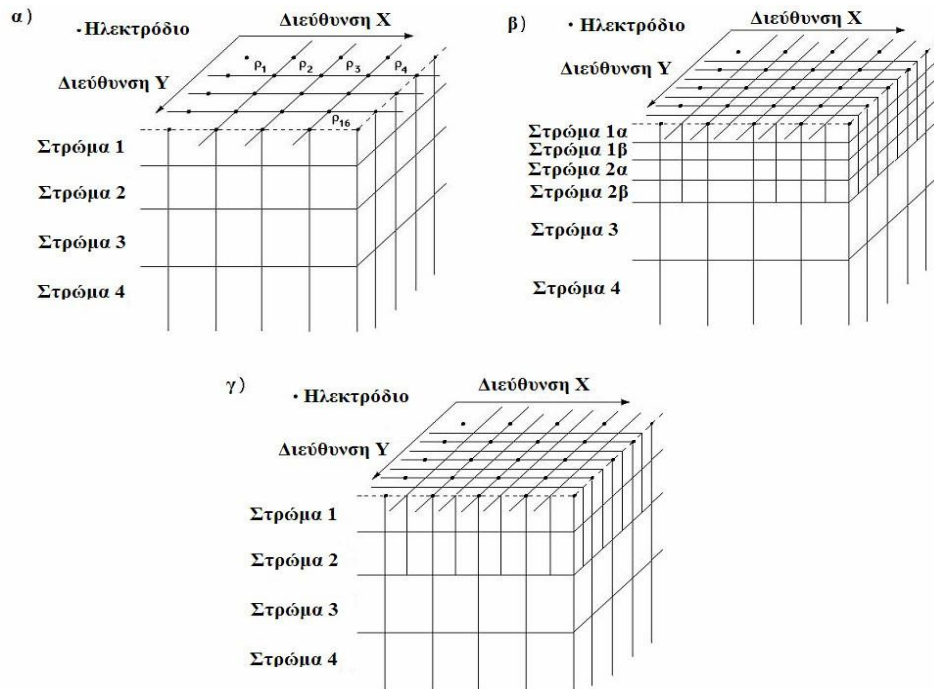 α)
Διεύθυνση X
·Ηλεκτρόδιο
Διεύθυνση Y
ρ1 ρ2 ρ3 ρ4
ρ16
Στρώμα 1
Στρώμα 2
Στρώμα 3
Στρώμα 4
β)
Διεύθυνση X
· Ηλεκτρόδιο
Διεύθυνση Y
Στρώμα 1α
Στρώμα 1β
Στρώμα 2α
Στρώμα 2β
Στρώμα 3
Στρώμα 4
γ)
Διεύθυνση X
· Ηλεκτρόδιο
Διεύθυνση Y
Στρώμα 1
Στρώμα 2
Στρώμα 3
Στρώμα 4